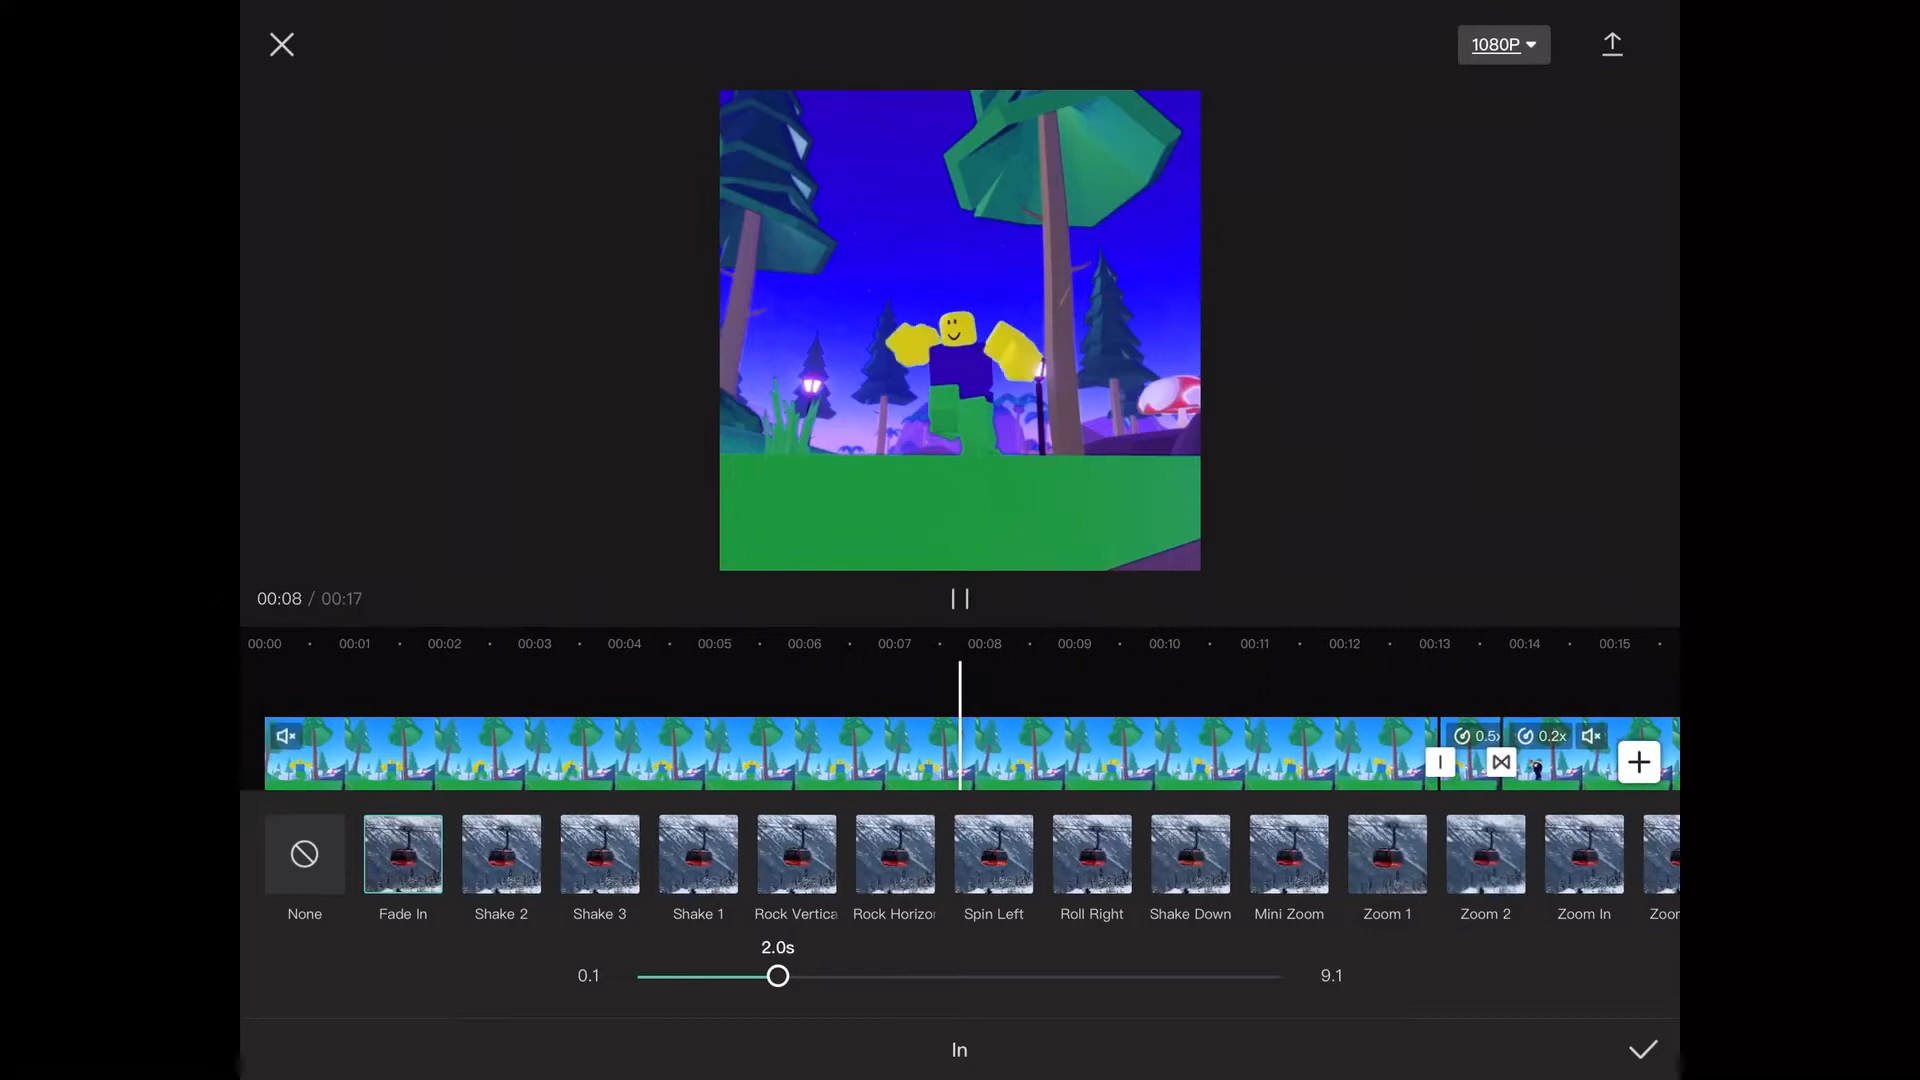 1080P
00:08 / 00:17
00:00 00:01 00:02 00:03 00:04 00:05 00:06 00:07 00:08 00:09 00:10 00:11 00:12 00:13 00:14 00:15
0.5x 0.2x
None Fade In Shake 2 Shake 3 Shake 1 Rock Vertica Rock Horizo Spin Left Roll Right Shake Down Mini Zoom Zoom 1 Zoom 2 Zoom In Zoor
2.0s
0.1 9.1
In